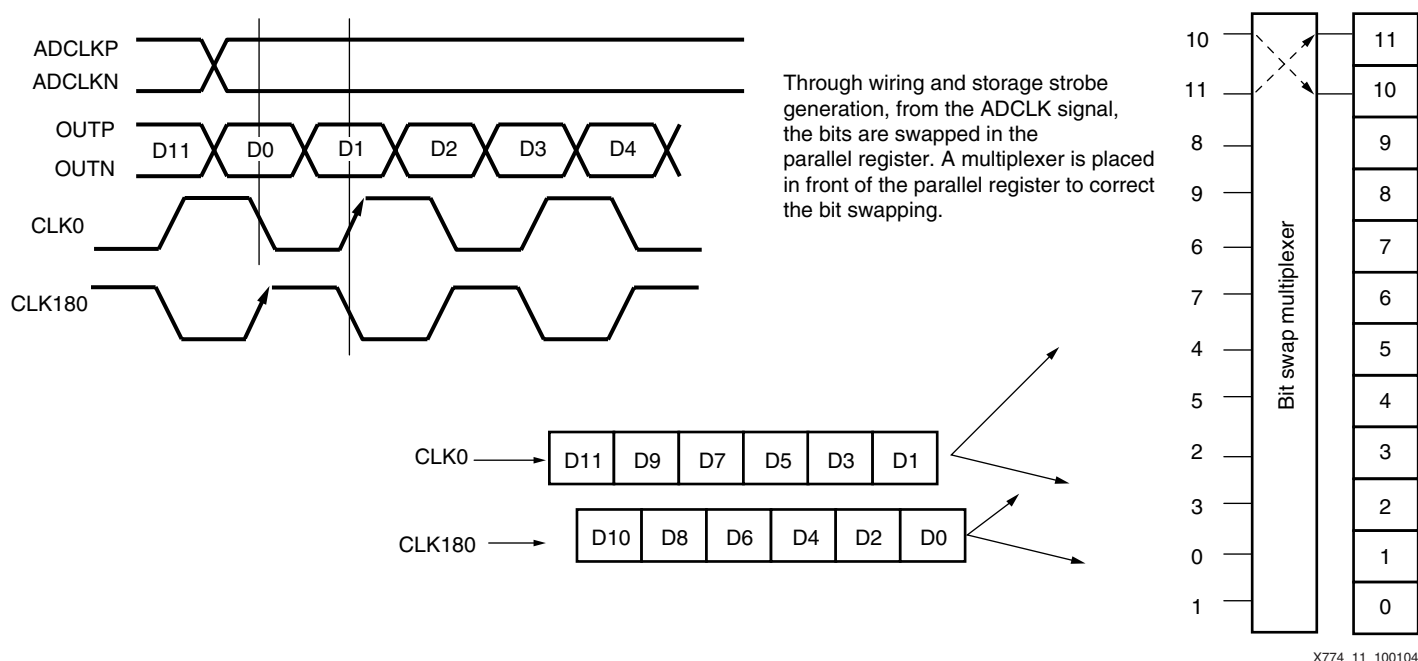 ADCLKP
ADCLKN
OUTP
OUTN
D11 D0 D1 D2 D3 D4
CLK0
CLK180
Through wiring and storage strobe
generation, from the ADCLK signal,
the bits are swapped in the
parallel register. A multiplexer is placed
in front of the parallel register to correct
the bit swapping.
CLK0 D11 D9 D7 D5 D3 D1
CLK180 D10 D8 D6 D4 D2 D0
10
11
8
9
6
7
4
5
2
3
0
1
Bit swap multiplexer
11
10
9
8
7
6
5
4
3
2
1
0
X774_11_100104